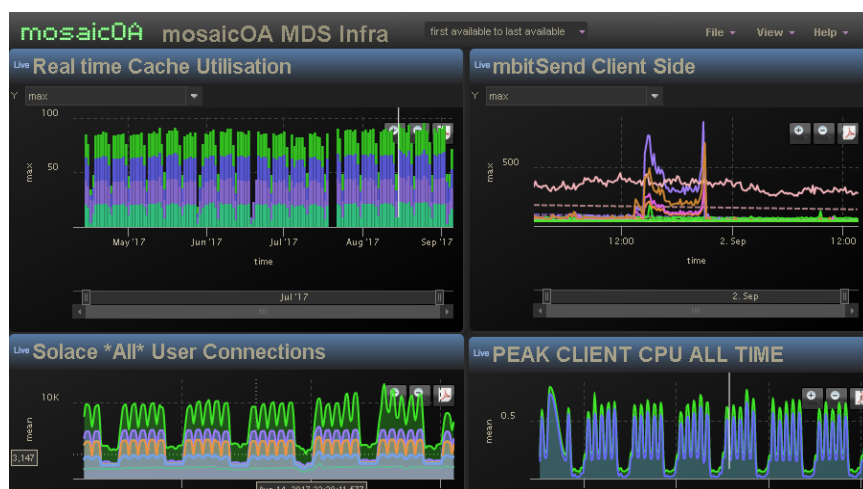 mosaicOA mosaicOA MDS Infra first available to last available File View Help
Live Real time Cache Utilisation
Y max
100
50
max
May '17 Jun '17 Jul '17 Aug '17 Sep '17
time
Jul '17
Live mbitSend Client Side
Y max
500
max
12:00 2. Sep 12:00
time
2. Sep
Live Solace *All* User Connections
10K
mean
3,147
Live PEAK CLIENT CPU ALL TIME
0.5
mean